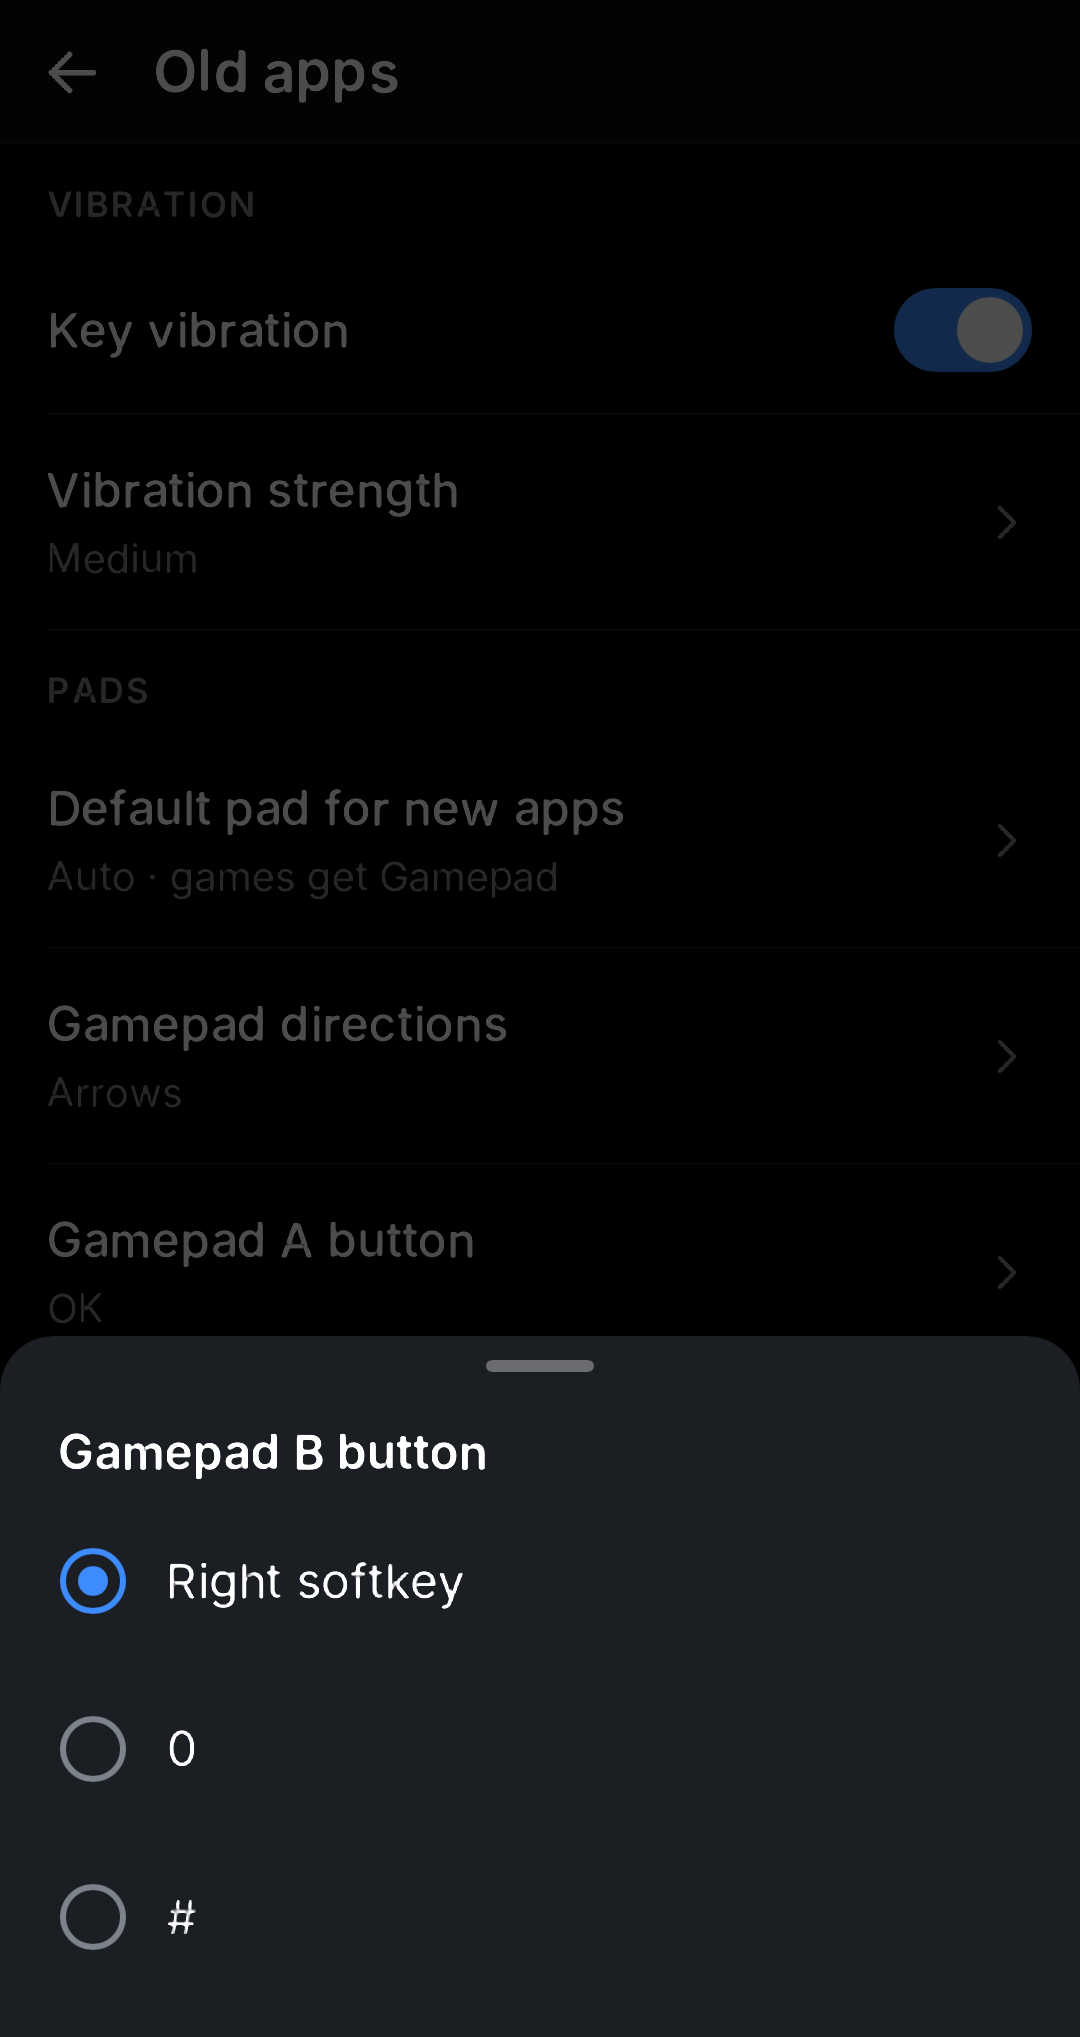 Old apps
VIBRATION
Key vibration
Vibration strength
Medium
PADS
Default pad for new apps
Auto · games get Gamepad
Gamepad directions
Arrows
Gamepad A button
OK
Gamepad B button
Right softkey
0
#